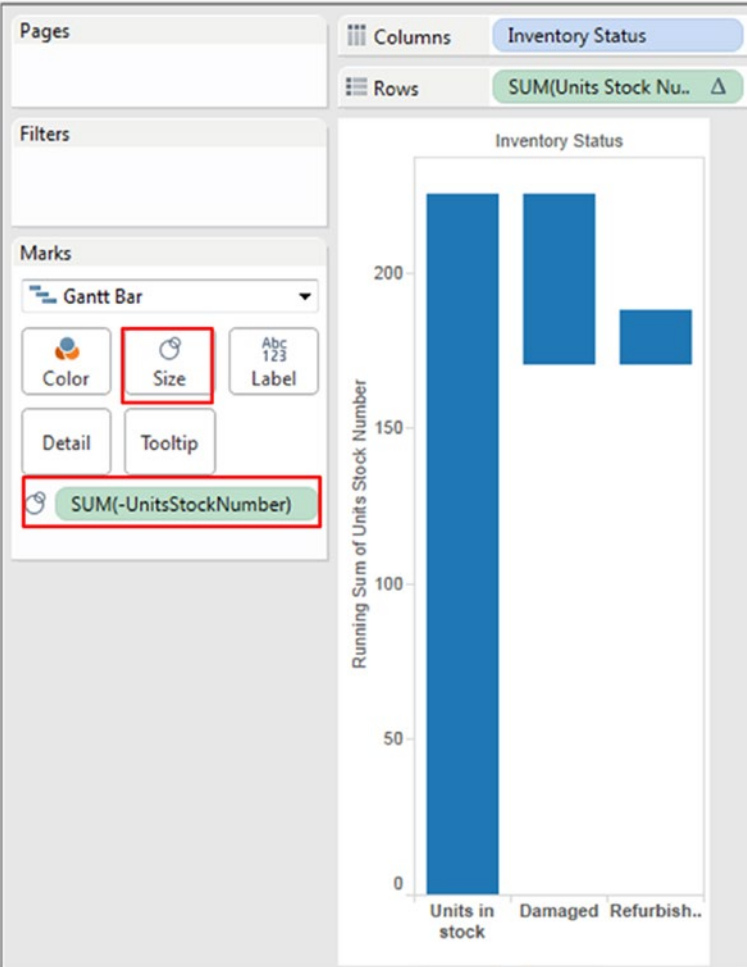 Pages
Columns
Inventory Status
Rows
SUM(Units Stock Nu..
Filters
Marks
Gantt Bar
Color
Size
Abc
123
Label
Detail
Tooltip
SUM(-UnitsStockNumber)
Inventory Status
Running Sum of Units Stock Number
200
150
100
50
0
Units in
stock
Damaged
Refurbish..